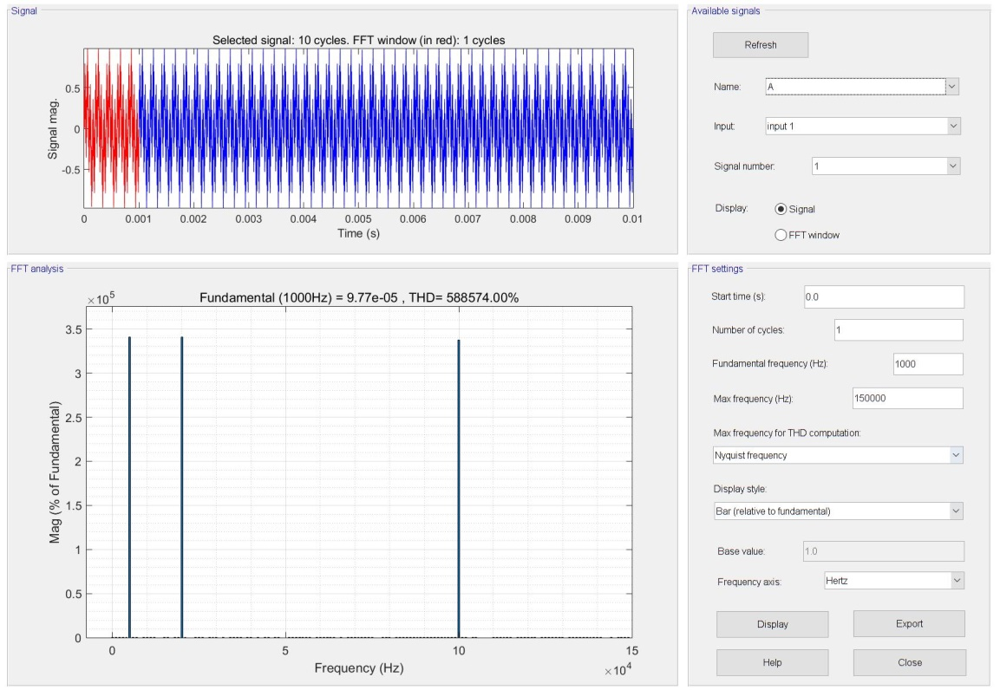 Signal
Selected signal: 10 cycles. FFT window (in red): 1 cycles
Signal mag.
0.5
0
-0.5
0 0.001 0.002 0.003 0.004 0.005 0.006 0.007 0.008 0.009 0.01
Time (s)
Available signals
Refresh
Name: A
Input: input 1
Signal number: 1
Display: Signal
FFT window
FFT analysis
×10⁵
Fundamental (1000Hz) = 9.77e-05 , THD= 588574.00%
Mag (% of Fundamental)
3.5
3
2.5
2
1.5
1
0.5
0
0 5 10 15
Frequency (Hz)
×10⁴
FFT settings
Start time (s): 0.0
Number of cycles: 1
Fundamental frequency (Hz): 1000
Max frequency (Hz): 150000
Max frequency for THD computation:
Nyquist frequency
Display style:
Bar (relative to fundamental)
Base value: 1.0
Frequency axis: Hertz
Display Export
Help Close